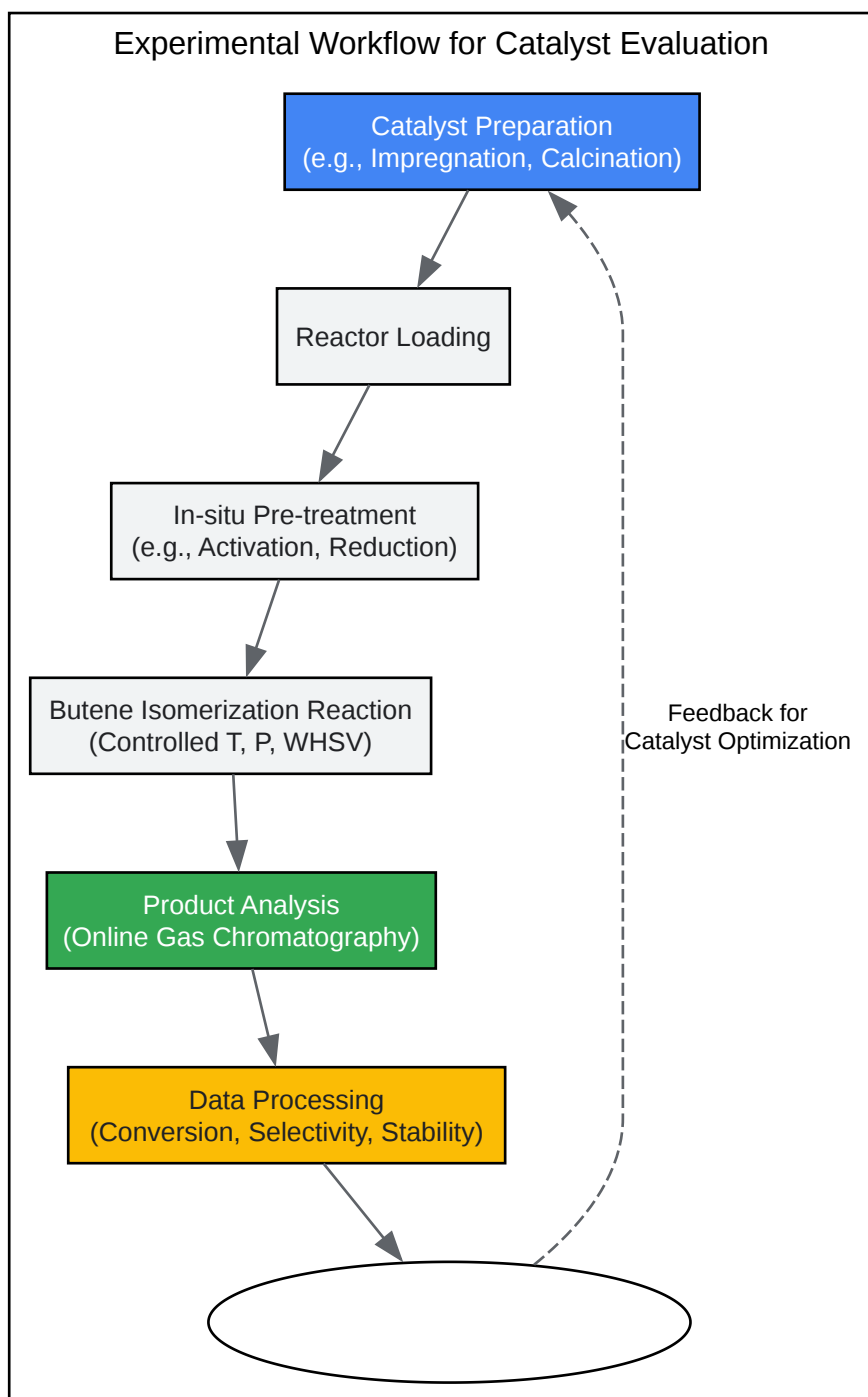 Experimental Workflow for Catalyst Evaluation
Catalyst Preparation
(e.g., Impregnation, Calcination)
Reactor Loading
In-situ Pre-treatment
(e.g., Activation, Reduction)
Butene Isomerization Reaction
(Controlled T, P, WHSV)
Feedback for
Catalyst Optimization
Product Analysis
(Online Gas Chromatography)
Data Processing
(Conversion, Selectivity, Stability)